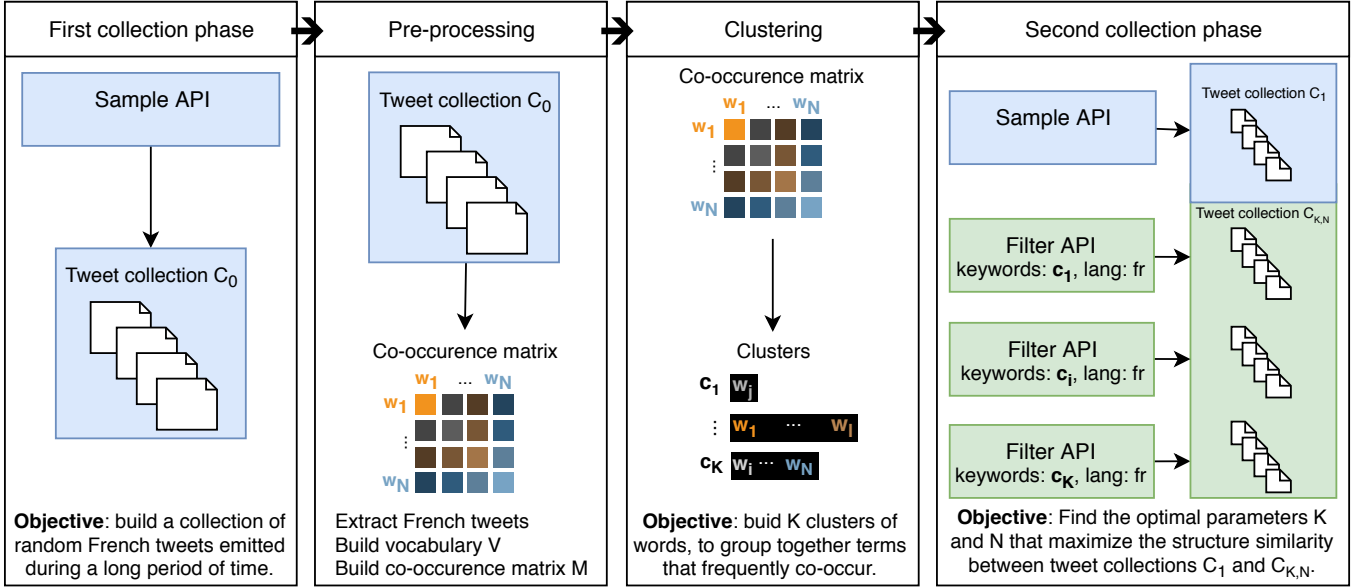 First collection phase
Sample API
Tweet collection C0
Objective: build a collection of
random French tweets emitted
during a long period of time.
Pre-processing
Tweet collection C0
Co-occurence matrix
w1 ... wN
w1
⋮
wN
Extract French tweets
Build vocabulary V
Build co-occurence matrix M
Clustering
Co-occurence matrix
w1 ... wN
w1
⋮
wN
Clusters
c1 wj
⋮ w1 ... wl
cK wi ... wN
Objective: buid K clusters of
words, to group together terms
that frequently co-occur.
Second collection phase
Sample API
Tweet collection C1
Tweet collection CK,N
Filter API
keywords: c1, lang: fr
Filter API
keywords: ci, lang: fr
Filter API
keywords: cK, lang: fr
Objective: Find the optimal parameters K
and N that maximize the structure similarity
between tweet collections C1 and CK,N.